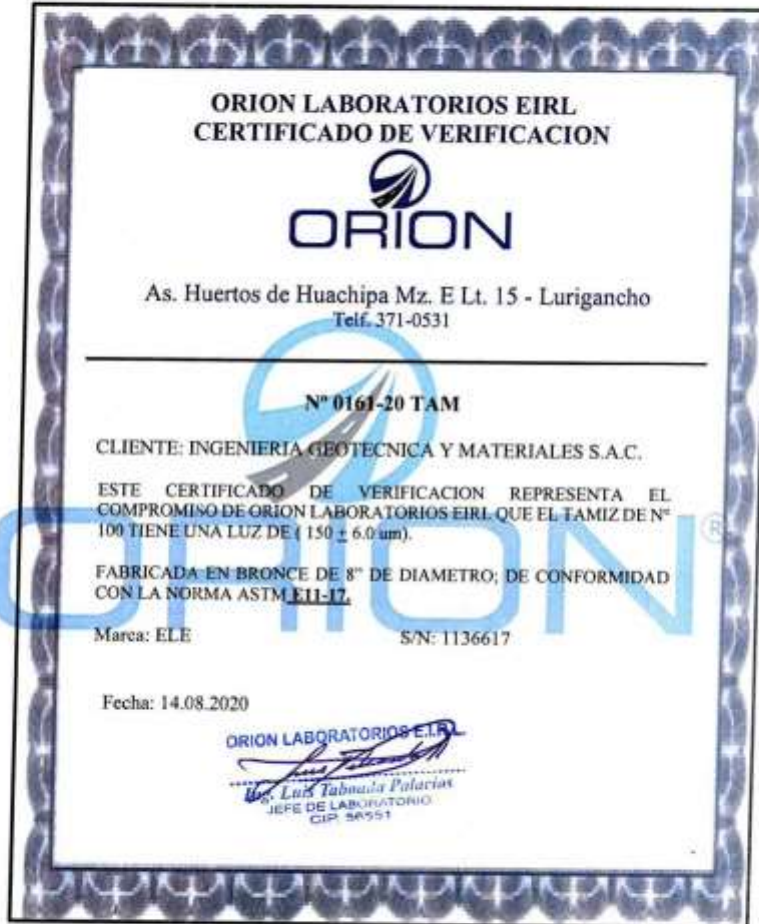 ORION LABORATORIOS EIRL
CERTIFICADO DE VERIFICACION
ORION
As. Huertos de Huachipa Mz. E Lt. 15 - Lurigancho
Telf. 371-0531
Nº 0161-20 TAM
CLIENTE: INGENIERIA GEOTECNICA Y MATERIALES S.A.C.
ESTE CERTIFICADO DE VERIFICACION REPRESENTA EL
COMPROMISO DE ORION LABORATORIOS EIRL QUE EL TAMIZ DE Nº
100 TIENE UNA LUZ DE ( 150 ± 6.0 um).
FABRICADA EN BRONCE DE 8" DE DIAMETRO; DE CONFORMIDAD
CON LA NORMA ASTM E11-17.
ORION®
Marca: ELE S/N: 1136617
Fecha: 14.08.2020
ORION LABORATORIOS E.I.R.L
Ing. Luis Taboada Palacios
JEFE DE LABORATORIO
CIP. 56551